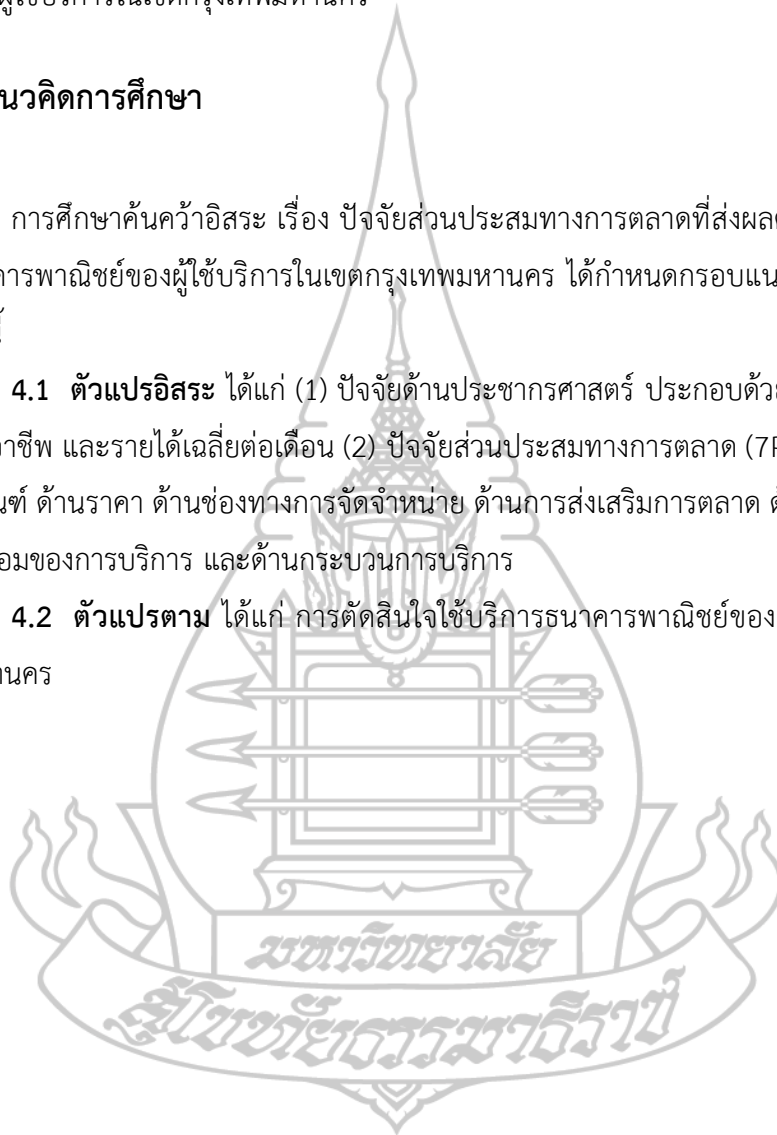 ผู้ใช้บริการในเขตกรุงเทพมหานคร
นวคิดการศึกษา
การศึกษาค้นคว้าอิสระ เรื่อง ปัจจัยส่วนประสมทางการตลาดที่ส่งผล
คารพาณิชย์ของผู้ใช้บริการในเขตกรุงเทพมหานคร ได้กำหนดกรอบแน
4.1 ตัวแปรอิสระ ได้แก่ (1) ปัจจัยด้านประชากรศาสตร์ ประกอบด้วย
อาชีพ และรายได้เฉลี่ยต่อเดือน (2) ปัจจัยส่วนประสมทางการตลาด (7P
ณฑ์ ด้านราคา ด้านช่องทางการจัดจำหน่าย ด้านการส่งเสริมการตลาด
อมของการบริการ และด้านกระบวนการบริการ
4.2 ตัวแปรตาม ได้แก่ การตัดสินใจใช้บริการธนาคารพาณิชย์ของ
านคร
มหาวิทยาลัย
สุโขทัยธรรมาธิราช